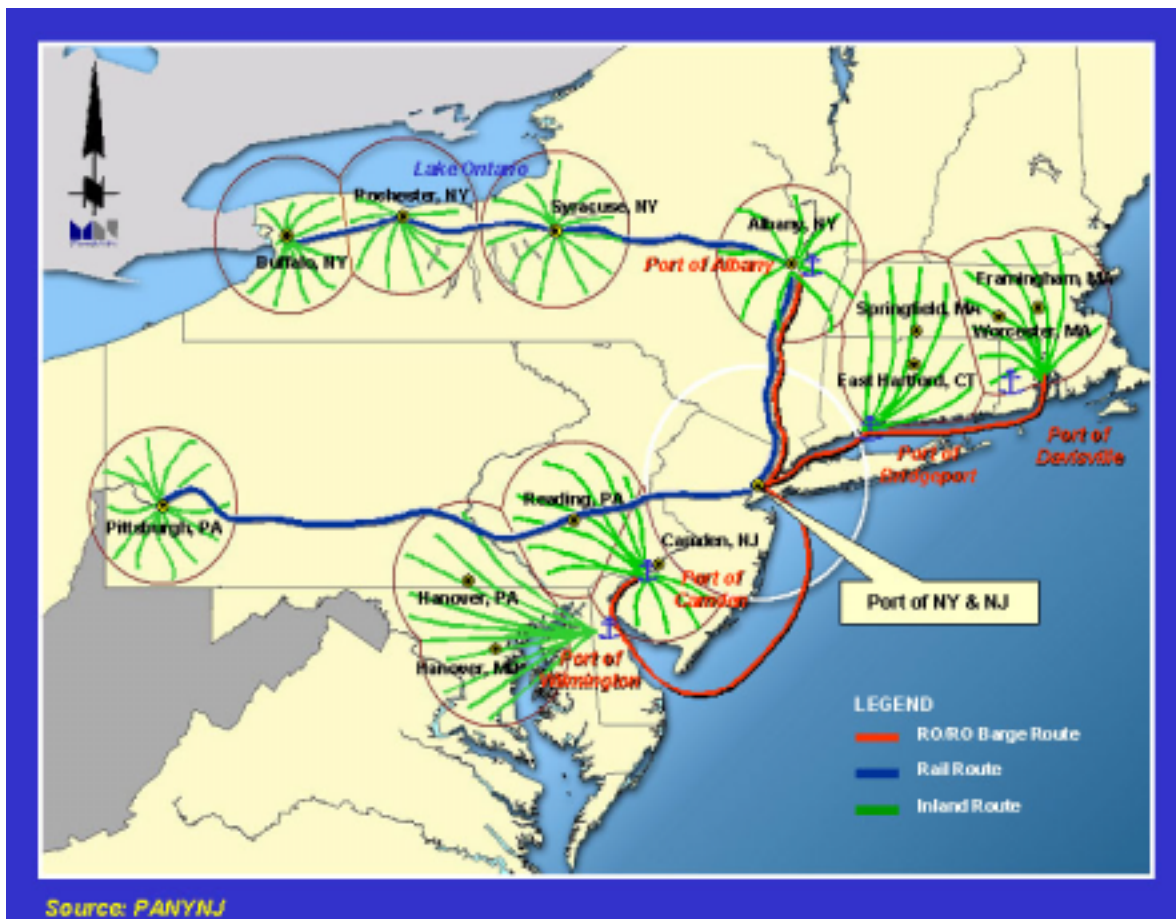 Lake Ontario
Rochester, NY
Syracuse, NY
Buffalo, NY
Albany, NY
Port of Albany
Framingham, MA
Springfield, MA
Worcester, MA
East Hartford, CT
Port of
Bridgeport
Port of
Davisville
Pittsburgh, PA
Reading, PA
Camden, NJ
Port of
Camden
Hanover, PA
Hanover, MD
Port of
Wilmington
Port of NY & NJ
LEGEND
RO/RO Barge Route
Rail Route
Inland Route
Source: PANYNJ